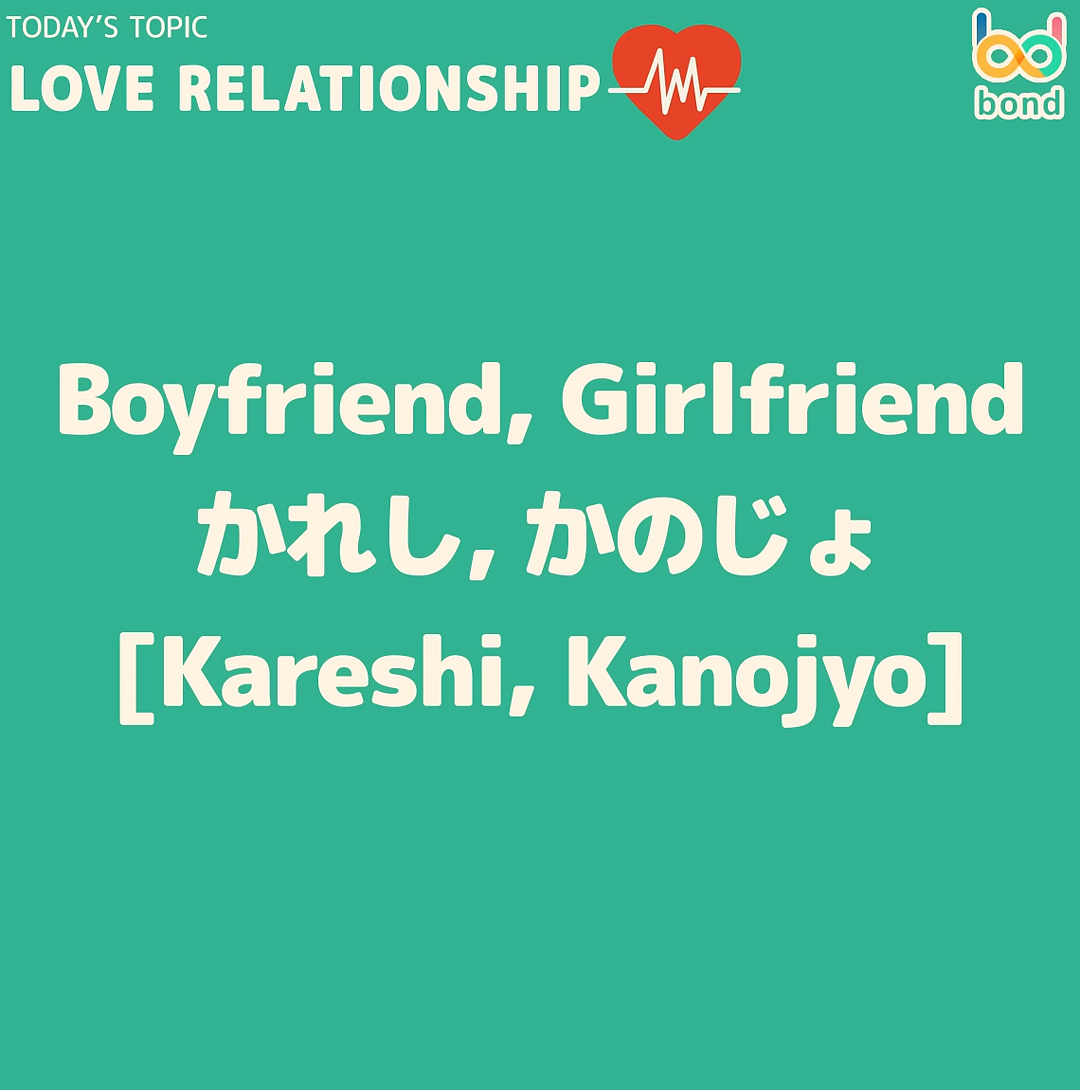 TODAY'S TOPIC
LOVE RELATIONSHIP
bond
Boyfriend, Girlfriend
かれし, かのじょ
[Kareshi, Kanojyo]